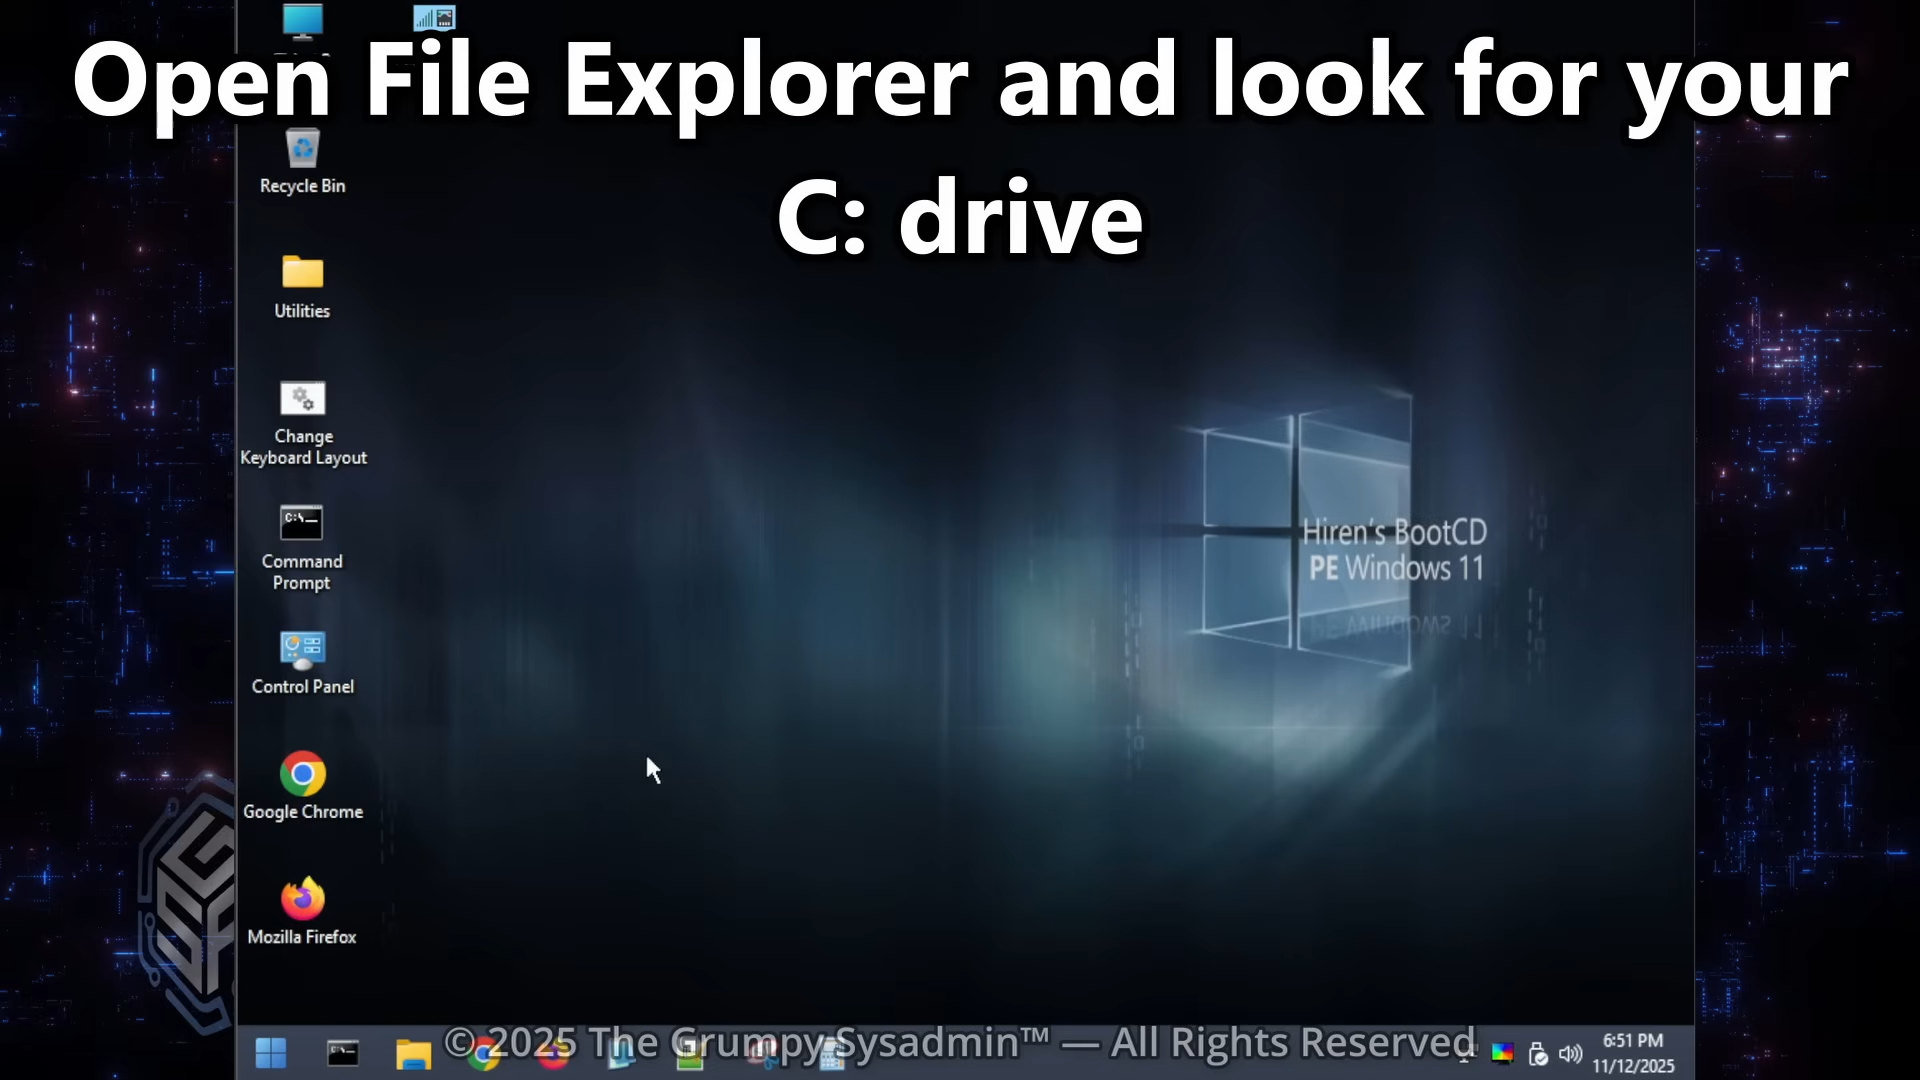 Open File Explorer and look for your
C: drive
Recycle Bin
Utilities
Change
Keyboard Layout
Command
Prompt
Control Panel
Google Chrome
Mozilla Firefox
Hiren's BootCD
PE Windows 11
© 2025 The Grumpy Sysadmin™ — All Rights Reserved
6:51 PM
11/12/2025